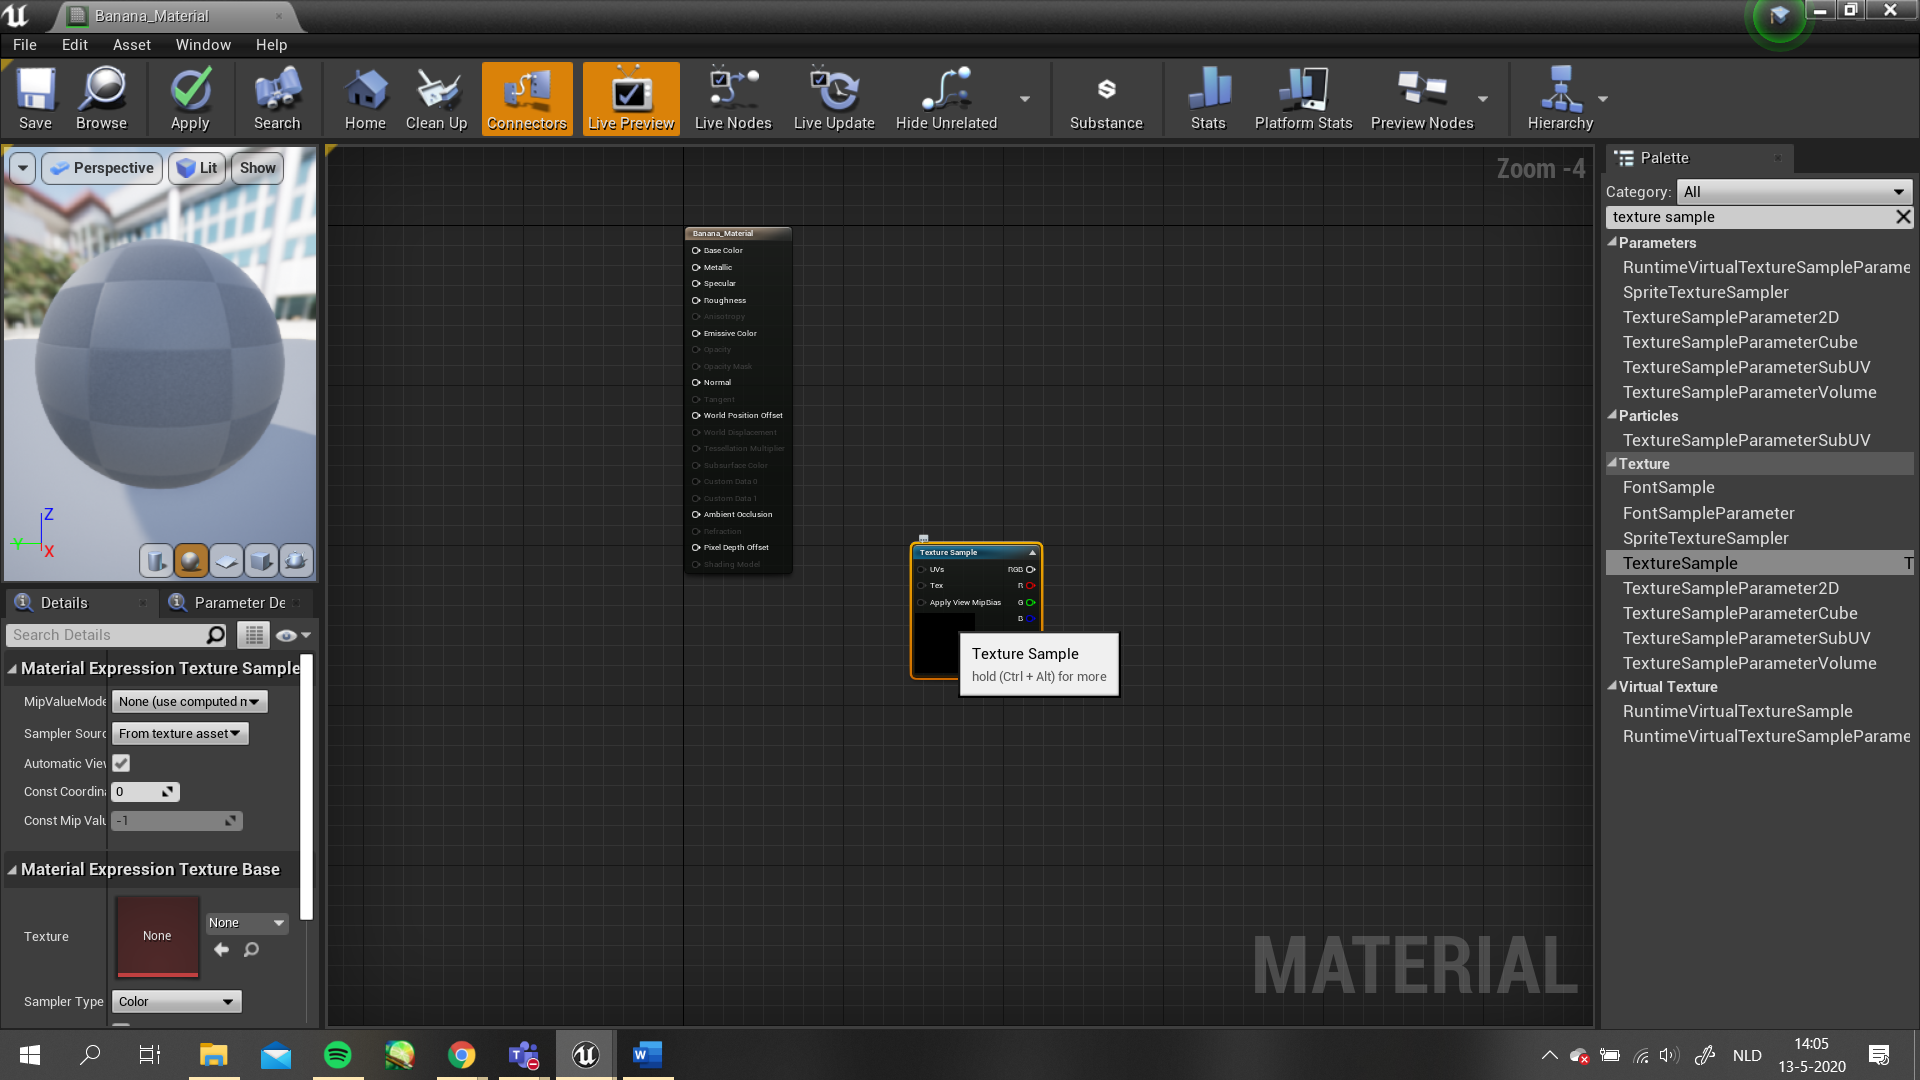 Banana_Material
File Edit Asset Window Help
Save Browse Apply Search Home Clean Up Connectors Live Preview Live Nodes Live Update Hide Unrelated Substance Stats Platform Stats Preview Nodes Hierarchy
Perspective Lit Show
Z
Y
X
Details
Parameter De
Search Details
Material Expression Texture Sample
MipValueMode None (use computed m
Sampler Sourc From texture asset
Automatic Viev
Const Coordina 0
Const Mip Valu -1
Material Expression Texture Base
Texture None None
Sampler Type Color
Zoom -4
Banana_Material
Base Color
Metallic
Specular
Roughness
Anisotropy
Emissive Color
Opacity
Opacity Mask
Normal
Tangent
World Position Offset
World Displacement
Tessellation Multiplier
Subsurface Color
Custom Data 0
Custom Data 1
Ambient Occlusion
Refraction
Pixel Depth Offset
Shading Model
Texture Sample
UVs RGB
Tex R
Apply View MipBias G
B
Texture Sample
hold (Ctrl + Alt) for more
MATERIAL
Palette
Category: All
texture sample
Parameters
RuntimeVirtualTextureSampleParame
SpriteTextureSampler
TextureSampleParameter2D
TextureSampleParameterCube
TextureSampleParameterSubUV
TextureSampleParameterVolume
Particles
TextureSampleParameterSubUV
Texture
FontSample
FontSampleParameter
SpriteTextureSampler
TextureSample T
TextureSampleParameter2D
TextureSampleParameterCube
TextureSampleParameterSubUV
TextureSampleParameterVolume
Virtual Texture
RuntimeVirtualTextureSample
RuntimeVirtualTextureSampleParame
NLD
14:05
13-5-2020